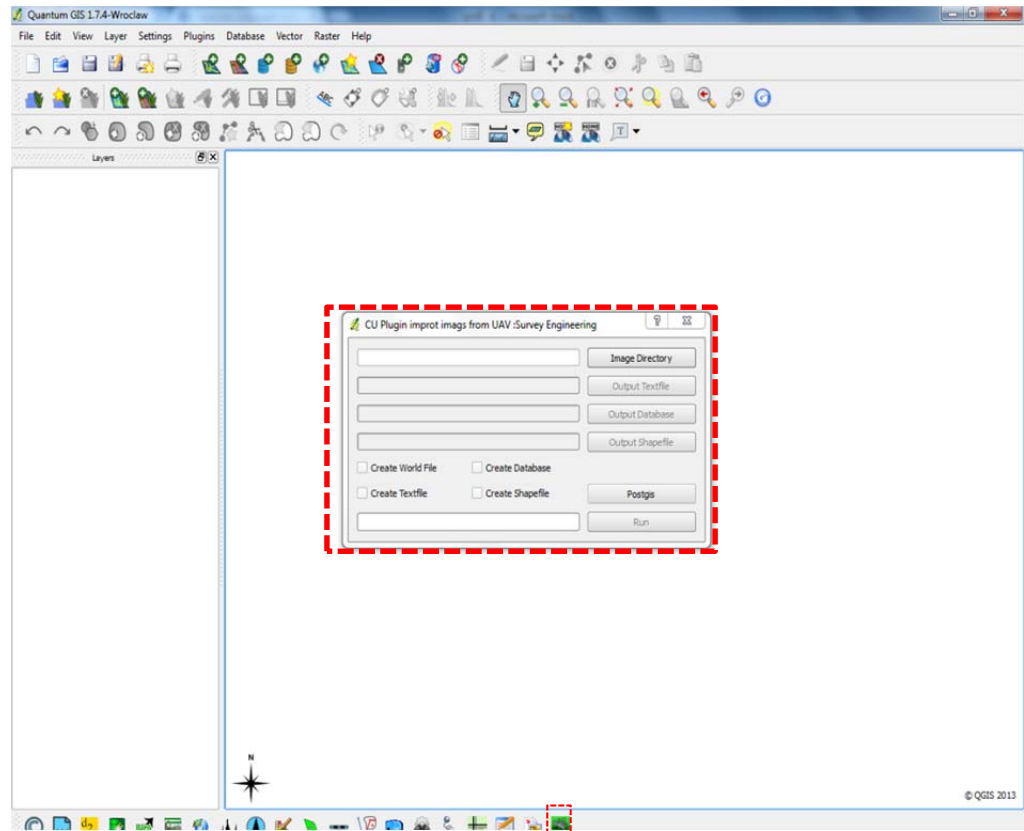 Quantum GIS 1.7.4-Wroclaw
File Edit View Layer Settings Plugins Database Vector Raster Help
Layers
CU Plugin improt imags from UAV :Survey Engineering
Image Directory
Output Textfile
Output Database
Output Shapefile
Create World File Create Database
Create Textfile Create Shapefile Postgis
Run
N
© QGIS 2013